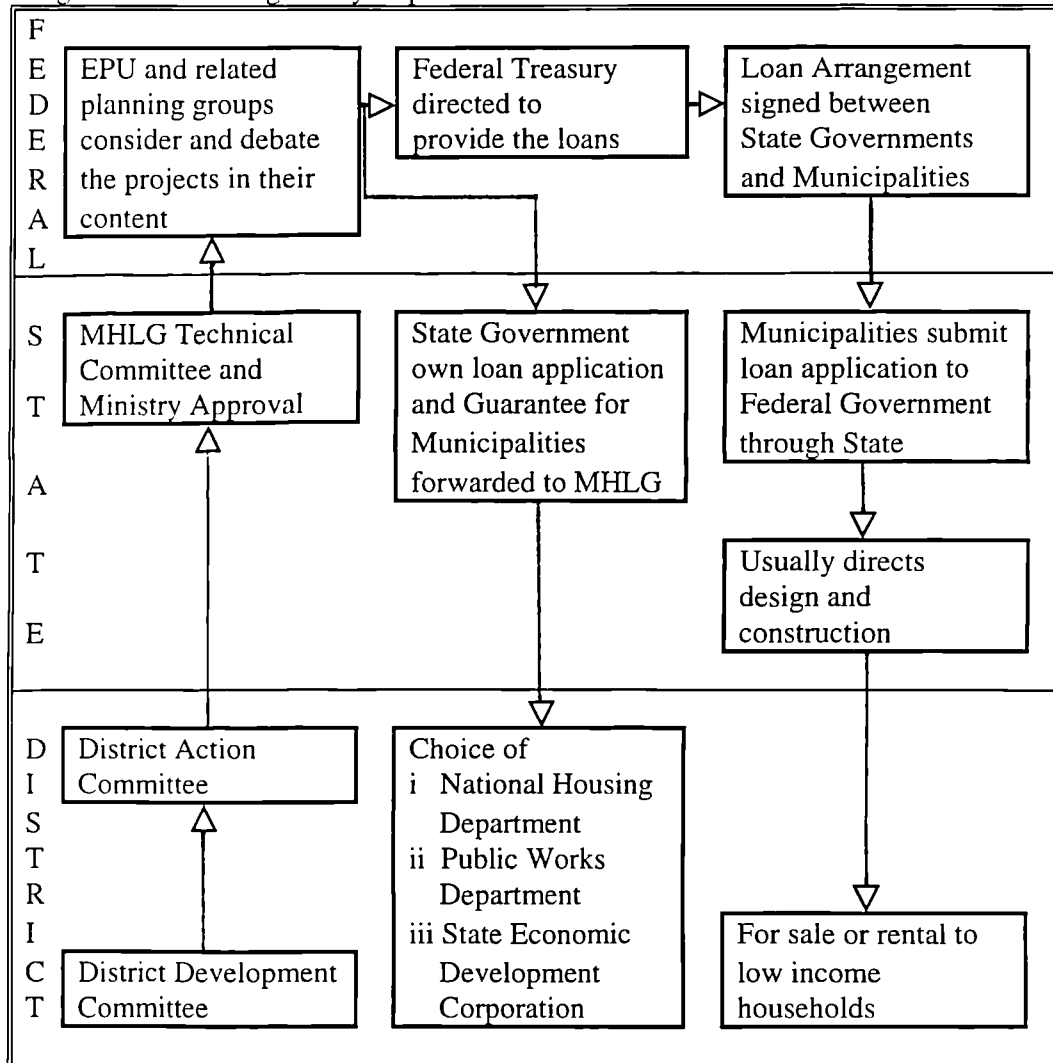 F
E
D
E
R
A
L
EPU and related
planning groups
consider and debate
the projects in their
content
Federal Treasury
directed to
provide the loans
Loan Arrangement
signed between
State Governments
and Municipalities
S
T
A
T
E
MHLG Technical
Committee and
Ministry Approval
State Government
own loan application
and Guarantee for
Municipalities
forwarded to MHLG
Municipalities submit
loan application to
Federal Government
through State
Usually directs
design and
construction
D
I
S
T
R
I
C
T
District Action
Committee
District Development
Committee
Choice of
i National Housing
Department
ii Public Works
Department
iii State Economic
Development
Corporation
For sale or rental to
low income
households